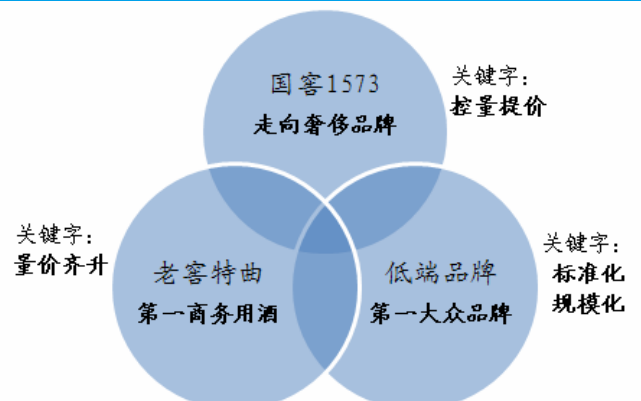 国窖1573
走向奢侈品牌
关键字：
控量提价
关键字：
量价齐升
老窖特曲
第一商务用酒
低端品牌
第一大众品牌
关键字：
标准化
规模化